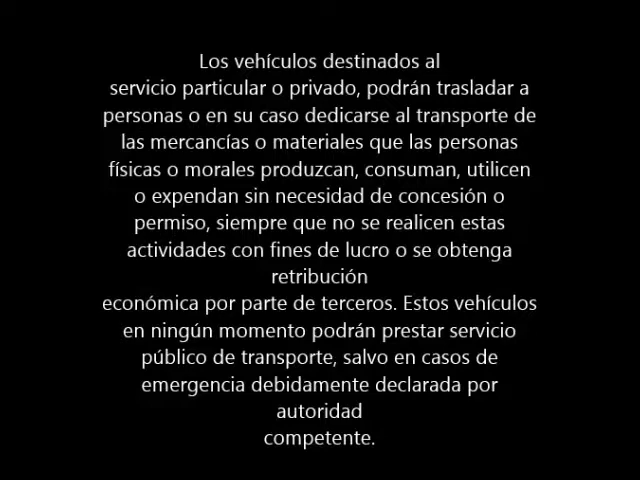 Los vehículos destinados al
servicio particular o privado, podrán trasladar a
personas o en su caso dedicarse al transporte de
las mercancías o materiales que las personas
físicas o morales produzcan, consuman, utilicen
o expendan sin necesidad de concesión o
permiso, siempre que no se realicen estas
actividades con fines de lucro o se obtenga
retribución
económica por parte de terceros. Estos vehículos
en ningún momento podrán prestar servicio
público de transporte, salvo en casos de
emergencia debidamente declarada por
autoridad
competente.